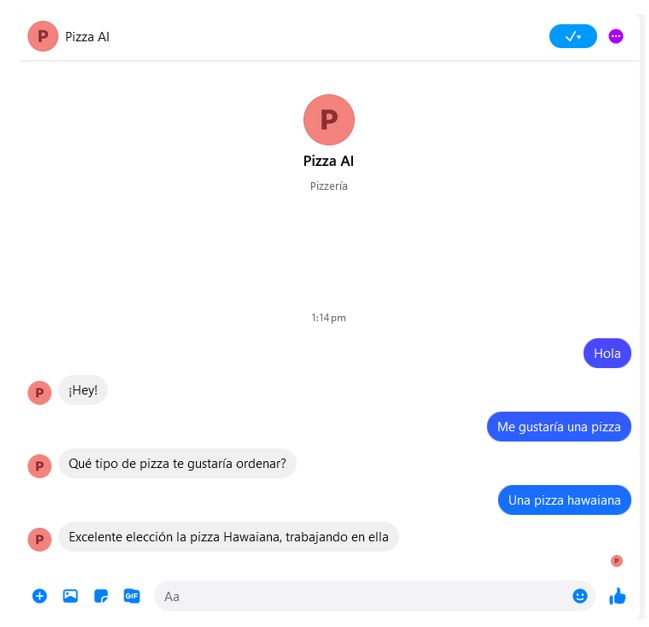 P
Pizza AI
P
Pizza AI
Pizzería
1:14 pm
Hola
P
¡Hey!
Me gustaría una pizza
P
Qué tipo de pizza te gustaría ordenar?
Una pizza hawaiana
P
Excelente elección la pizza Hawaiana, trabajando en ella
P
GIF
Aa